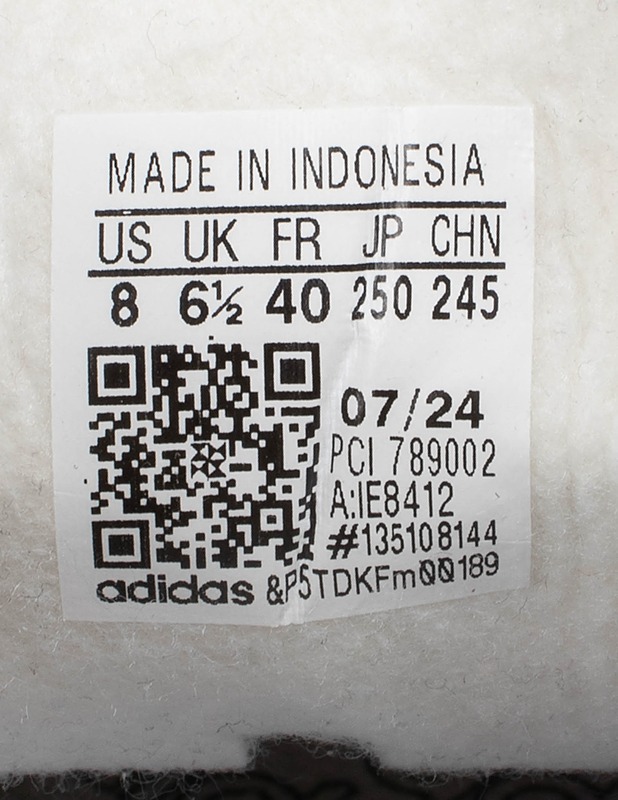 MADE IN INDONESIA
US UK FR JP CHN
8 6½ 40 250 245
07/24
PCI 789002
A:IE8412
#135108144
adidas &P5TDKFm00189